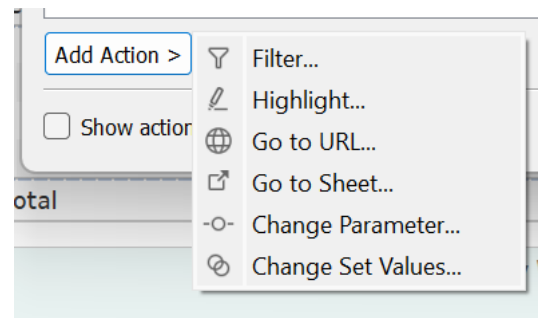 Add Action >
Filter...
Highlight...
Show action
Go to URL...
Go to Sheet...
otal
Change Parameter...
Change Set Values...